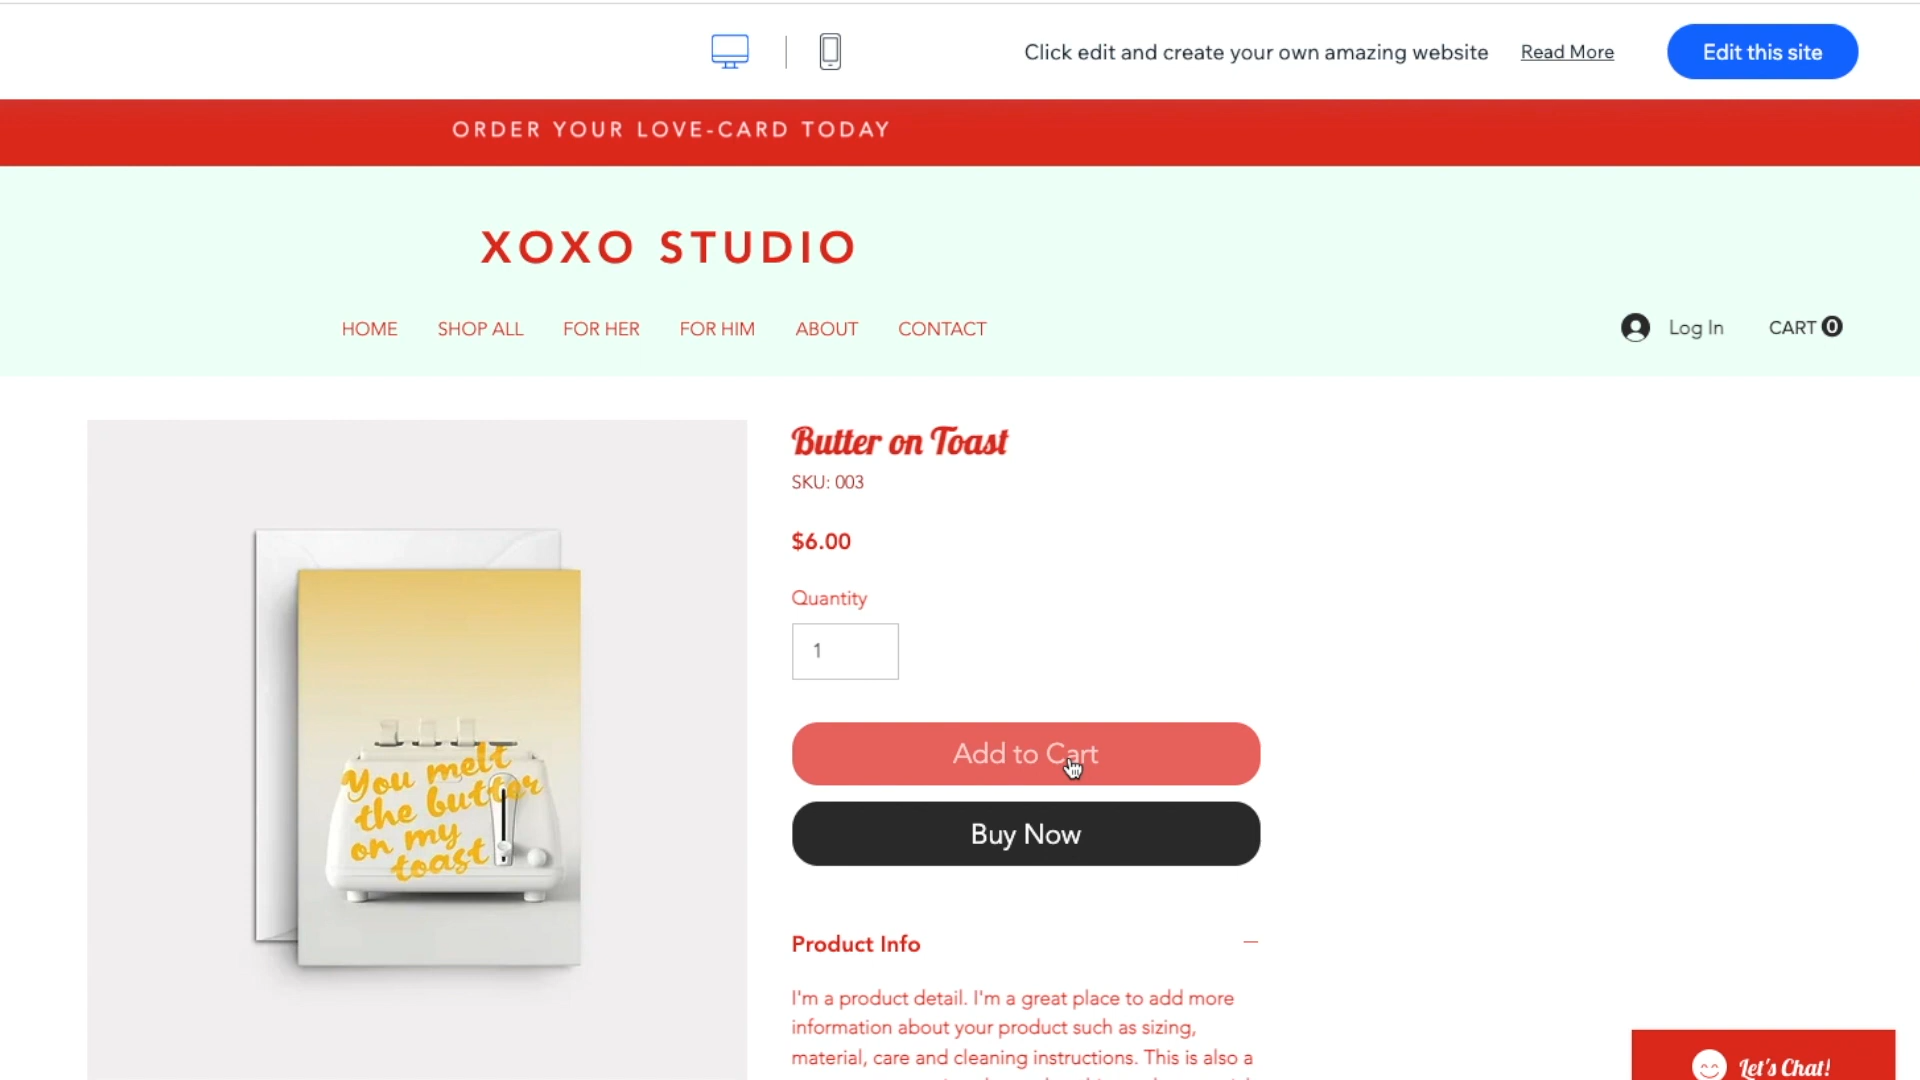 Click edit and create your own amazing website Read More Edit this site
ORDER YOUR LOVE-CARD TODAY
XOXO STUDIO
HOME SHOP ALL FOR HER FOR HIM ABOUT CONTACT
Log In CART 0
Butter on Toast
SKU: 003
$6.00
Quantity
1
Add to Cart
Buy Now
You melt
the butter
on my
toast
Product Info
I'm a product detail. I'm a great place to add more
information about your product such as sizing,
material, care and cleaning instructions. This is also a
Let's Chat!